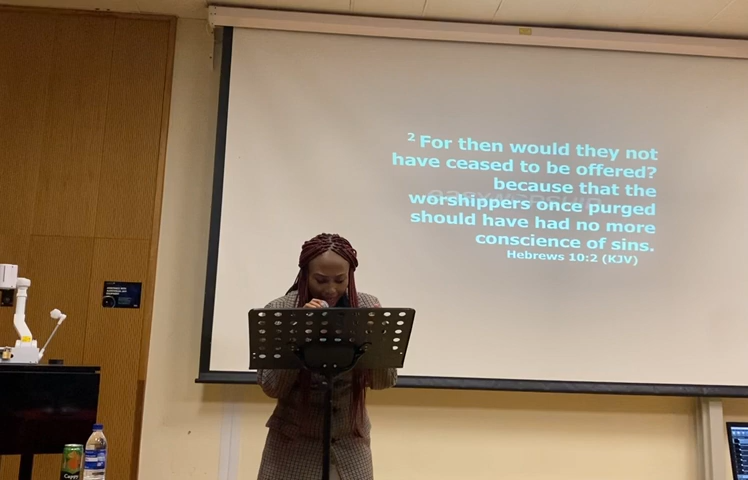 2 For then would they not
have ceased to be offered?
because that the
worshippers once purged
should have had no more
conscience of sins.
Hebrews 10:2 (KJV)
Cappy